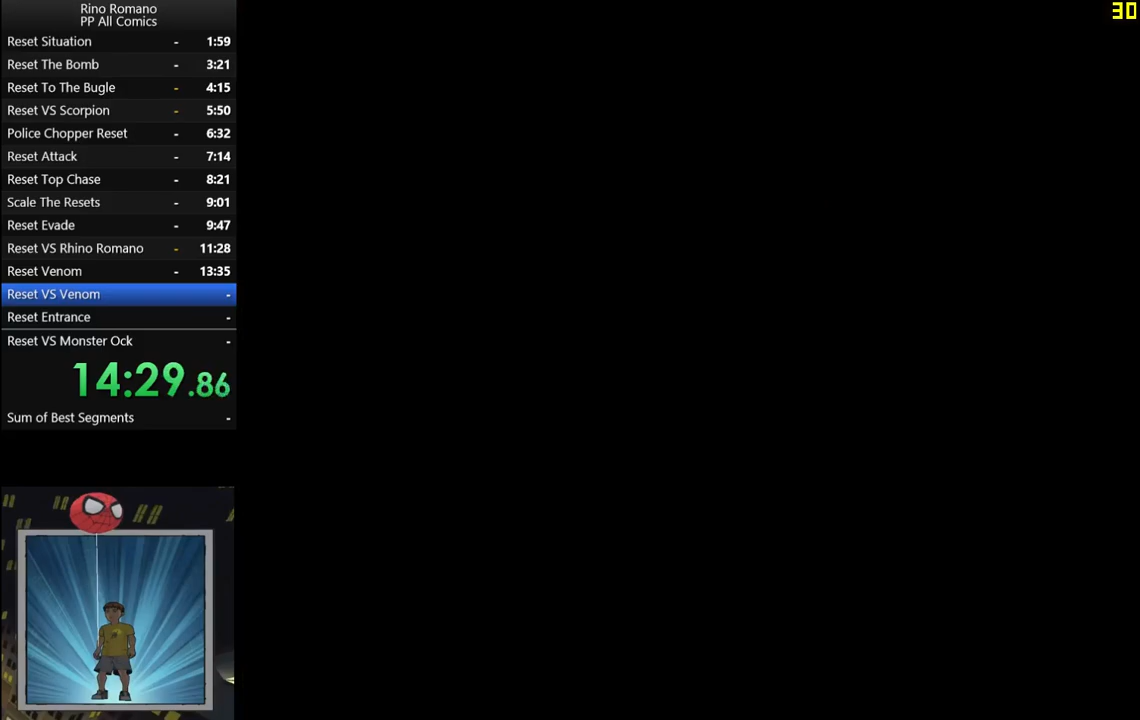 Rino Romano
PP All Comics
30
Reset Situation - 1:59
Reset The Bomb - 3:21
Reset To The Bugle - 4:15
Reset VS Scorpion - 5:50
Police Chopper Reset - 6:32
Reset Attack - 7:14
Reset Top Chase - 8:21
Scale The Resets - 9:01
Reset Evade - 9:47
Reset VS Rhino Romano - 11:28
Reset Venom - 13:35
Reset VS Venom -
Reset Entrance -
Reset VS Monster Ock -
14:29.86
Sum of Best Segments -